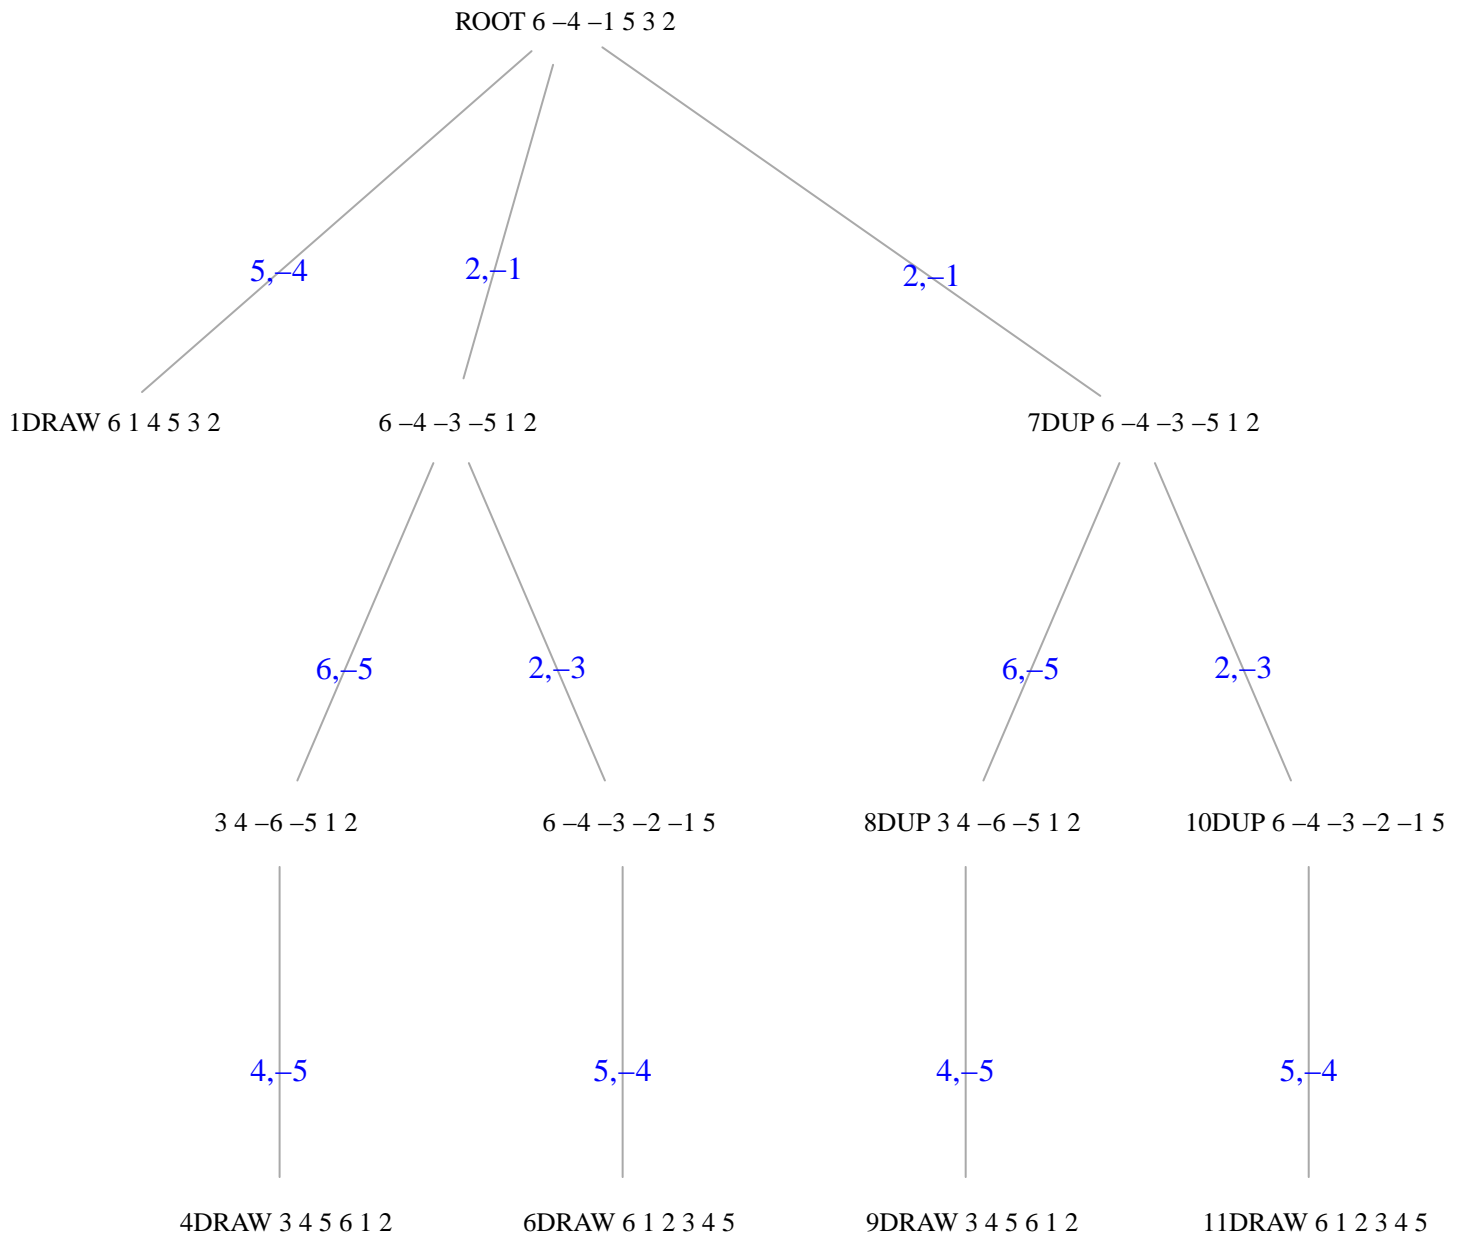 ROOT 6 –4 –1 5 3 2
5,–4
2,–1
2,–1
1DRAW 6 1 4 5 3 2
6 –4 –3 –5 1 2
7DUP 6 –4 –3 –5 1 2
6,–5
2,–3
6,–5
2,–3
3 4 –6 –5 1 2
6 –4 –3 –2 –1 5
8DUP 3 4 –6 –5 1 2
10DUP 6 –4 –3 –2 –1 5
4,–5
5,–4
4,–5
5,–4
4DRAW 3 4 5 6 1 2
6DRAW 6 1 2 3 4 5
9DRAW 3 4 5 6 1 2
11DRAW 6 1 2 3 4 5